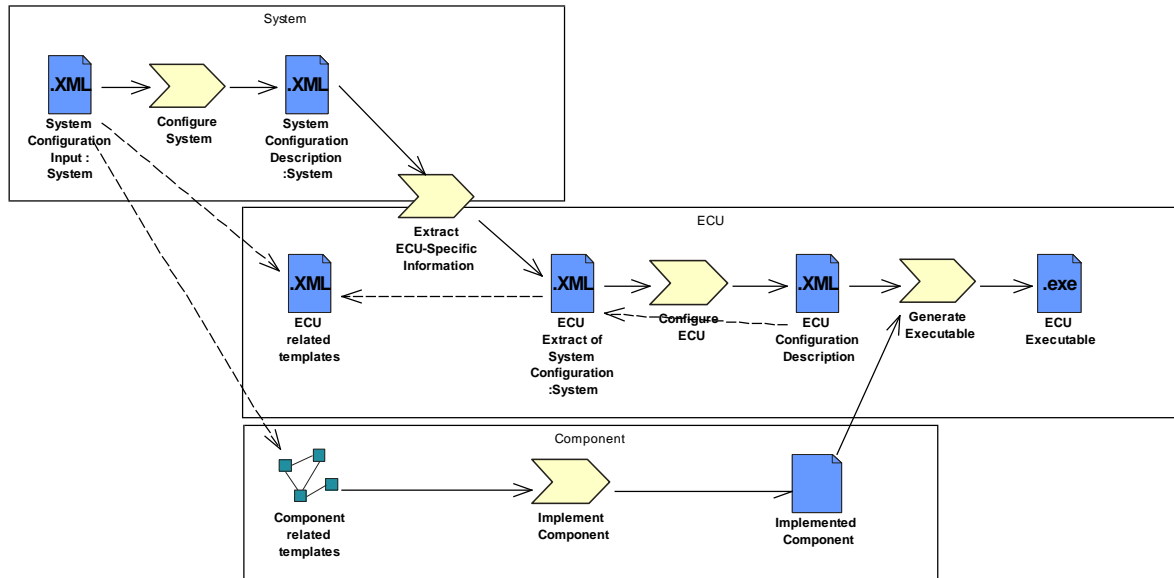 System
.XML
System
Configuration
Input :
System
Configure
System
.XML
System
Configuration
Description
:System
Extract
ECU-Specific
Information
ECU
.XML
ECU
related
templates
.XML
ECU
Extract of
System
Configuration
:System
Configure
ECU
.XML
ECU
Configuration
Description
Generate
Executable
.exe
ECU
Executable
Component
Component
related
templates
Implement
Component
Implemented
Component